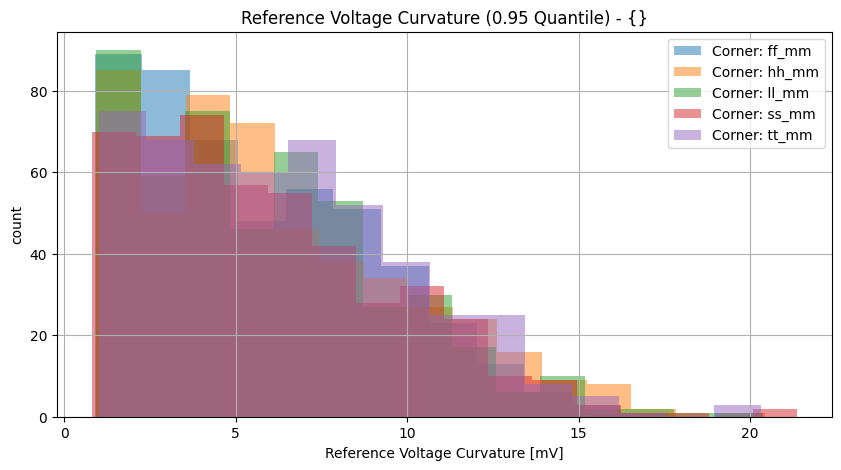 Reference Voltage Curvature (0.95 Quantile) - {}
Corner: ff_mm
Corner: hh_mm
Corner: ll_mm
Corner: ss_mm
Corner: tt_mm
count
80
60
40
20
0
0 5 10 15 20
Reference Voltage Curvature [mV]